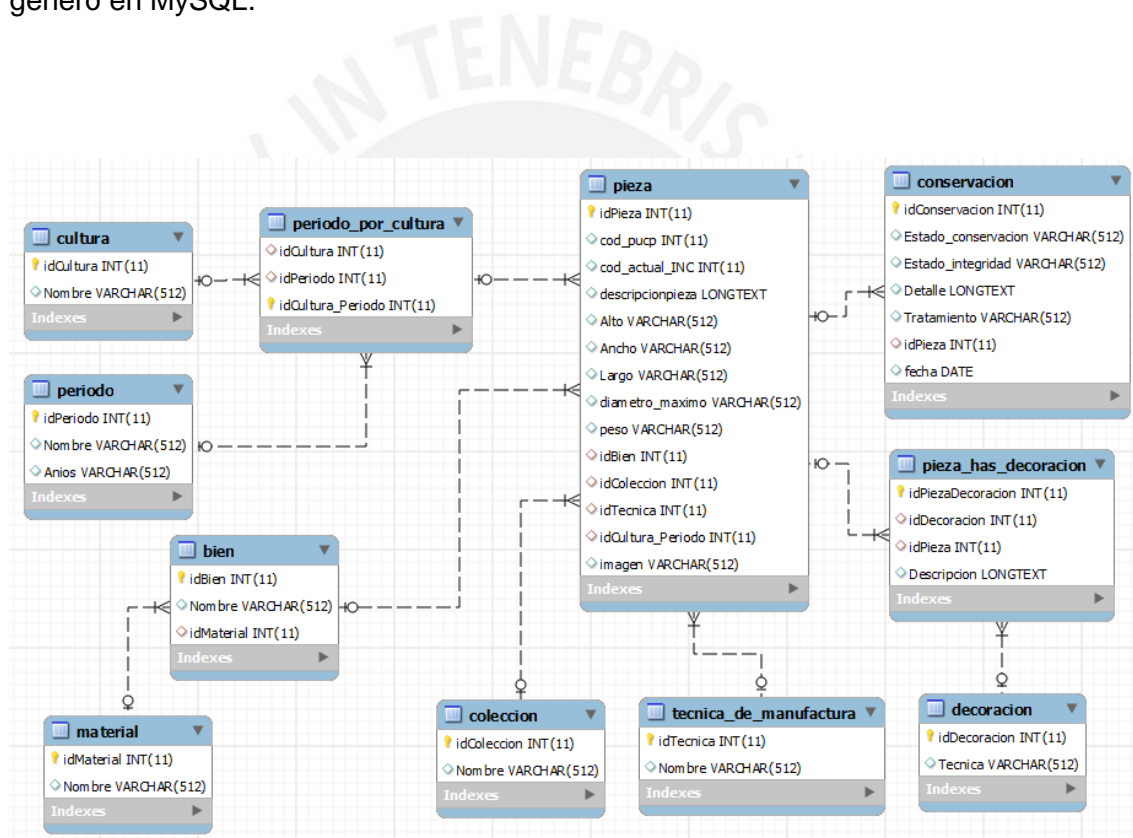 genero en MySQL.
IN TENEBRIS
cultura
idCultura INT(11)
Nombre VARCHAR(512)
Indexes
periodo_por_cultura
idCultura INT(11)
idPeriodo INT(11)
idCultura_Periodo INT(11)
Indexes
pieza
idPieza INT(11)
cod_pucp INT(11)
cod_actual_INC INT(11)
descripcionpieza LONGTEXT
Alto VARCHAR(512)
Ancho VARCHAR(512)
Largo VARCHAR(512)
diametro_maximo VARCHAR(512)
peso VARCHAR(512)
idBien INT(11)
idColeccion INT(11)
idTecnica INT(11)
idCultura_Periodo INT(11)
imagen VARCHAR(512)
Indexes
conservacion
idConservacion INT(11)
Estado_conservacion VARCHAR(512)
Estado_integridad VARCHAR(512)
Detalle LONGTEXT
Tratamiento VARCHAR(512)
idPieza INT(11)
fecha DATE
Indexes
periodo
idPeriodo INT(11)
Nombre VARCHAR(512)
Anios VARCHAR(512)
Indexes
pieza_has_decoracion
idPiezaDecoracion INT(11)
idDecoracion INT(11)
idPieza INT(11)
Descripcion LONGTEXT
Indexes
bien
idBien INT(11)
Nombre VARCHAR(512)
idMaterial INT(11)
Indexes
material
idMaterial INT(11)
Nombre VARCHAR(512)
Indexes
coleccion
idColeccion INT(11)
Nombre VARCHAR(512)
Indexes
tecnica_de_manufactura
idTecnica INT(11)
Nombre VARCHAR(512)
Indexes
decoracion
idDecoracion INT(11)
Tecnica VARCHAR(512)
Indexes